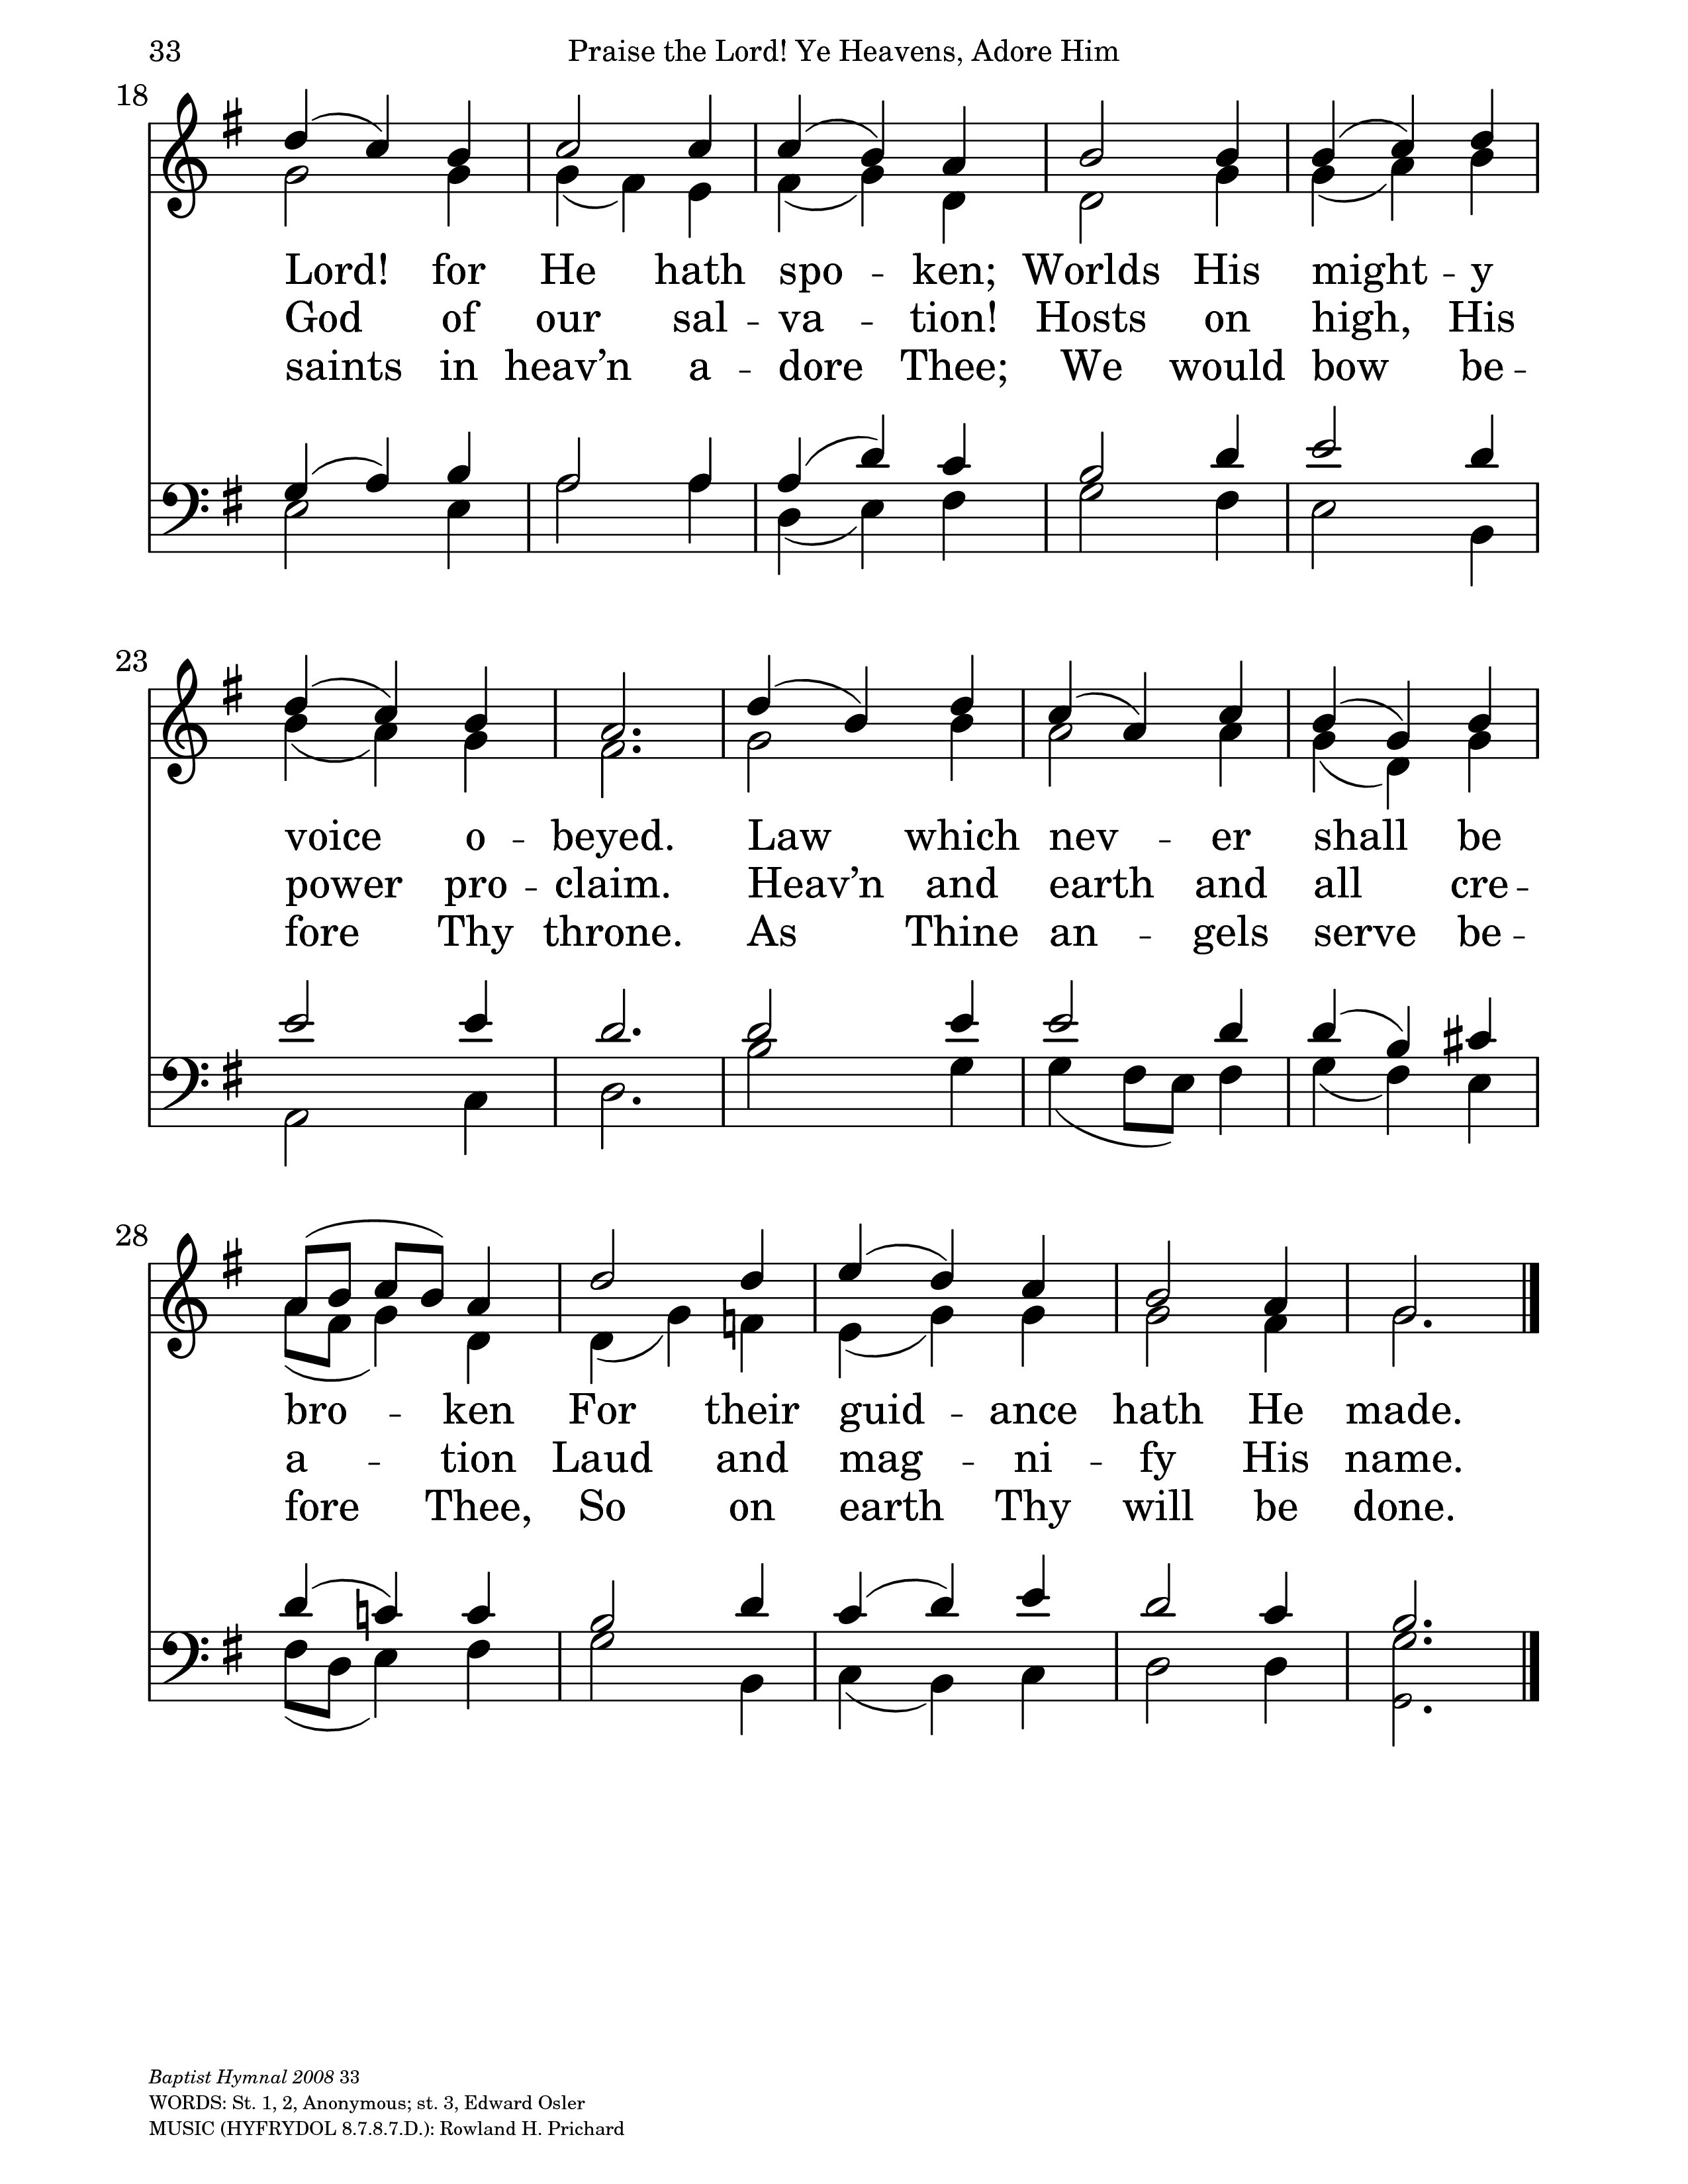 33 Praise the Lord! Ye Heavens, Adore Him
18
Lord! for He hath spo - ken; Worlds His might - y
God of our sal - va - tion! Hosts on high, His
saints in heav’n a - dore Thee; We would bow be -
23
voice o - beyed. Law which nev - er shall be
power pro - claim. Heav’n and earth and all cre -
fore Thy throne. As Thine an - gels serve be -
28
bro - ken For their guid - ance hath He made.
a - tion Laud and mag - ni - fy His name.
fore Thee, So on earth Thy will be done.
Baptist Hymnal 2008 33
WORDS: St. 1, 2, Anonymous; st. 3, Edward Osler
MUSIC (HYFRYDOL 8.7.8.7.D.): Rowland H. Prichard